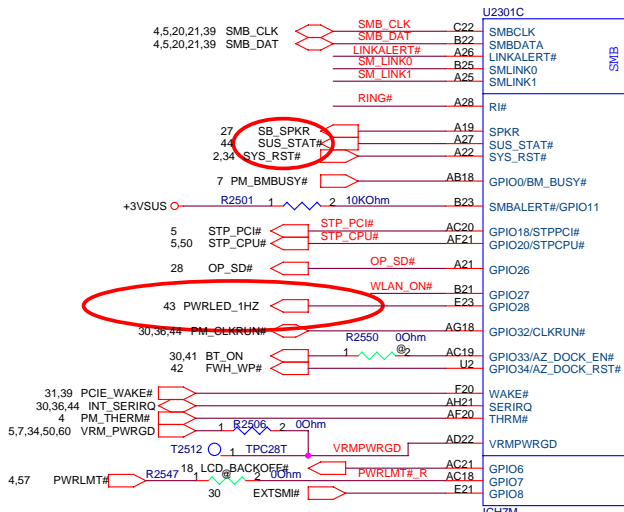 U2301C
4,5,20,21,39 SMB_CLK SMB_CLK C22 SMBCLK
4,5,20,21,39 SMB_DAT SMB_DAT B22 SMBDATA
LINKALERT# A26 LINKALERT#
SM_LINK0 B25 SMLINK0
SM_LINK1 A25 SMLINK1
SMB
RING# A28 RI#
27 SB_SPKR A19 SPKR
44 SUS_STAT# A27 SUS_STAT#
2,34 SYS_RST# A22 SYS_RST#
7 PM_BMBUSY# AB18 GPIO0/BM_BUSY#
+3VSUS R2501 1 2 10KOhm B23 SMBALERT#/GPIO11
5 STP_PCI# STP_PCI# AC20 GPIO18/STPPCI#
5,50 STP_CPU# STP_CPU# AF21 GPIO20/STPCPU#
28 OP_SD# OP_SD# A21 GPIO26
WLAN_ON# B21 GPIO27
43 PWRLED_1HZ E23 GPIO28
30,36,44 PM_CLKRUN# AG18 GPIO32/CLKRUN#
R2550 0Ohm
30,41 BT_ON 1 @ 2 AC19 GPIO33/AZ_DOCK_EN#
42 FWH_WP# U2 GPIO34/AZ_DOCK_RST#
31,39 PCIE_WAKE# F20 WAKE#
30,36,44 INT_SERIRQ AH21 SERIRQ
4 PM_THERM# AF20 THRM#
5,7,34,50,60 VRM_PWRGD 1 R2506 2 0Ohm
T2512 1 TPC28T VRMPWRGD AD22 VRMPWRGD
18 LCD_BACKOFF# AC21 GPIO6
4,57 PWRLMT# R2547 1 @ 2 0Ohm PWRLMT#_R AC18 GPIO7
30 EXTSMI# E21 GPIO8
ICH7M